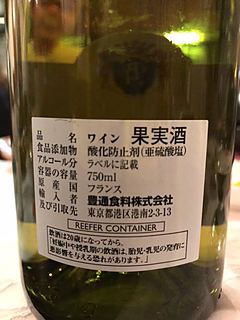 品名 ワイン 果実酒
食品添加物 酸化防止剤(亜硫酸塩)
アルコール分 ラベルに記載
容器の容量 750ml
原産国 フランス
輸入者 豊通食料株式会社
及び引取先 東京都港区港南2-3-13
REEFER CONTAINER
飲酒は20歳になってから。
「妊娠中や授乳期の飲酒は、胎児・乳児の発育に
悪影響を与える恐れがあります。」